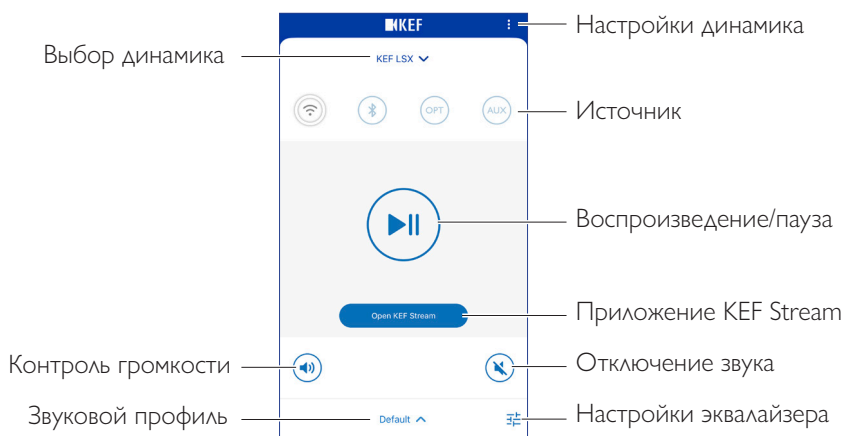 KEF
Настройки динамика
Выбор динамика
KEF LSX
OPT
AUX
Источник
Воспроизведение/пауза
Open KEF Stream
Приложение KEF Stream
Контроль громкости
Отключение звука
Звуковой профиль
Default
Настройки эквалайзера